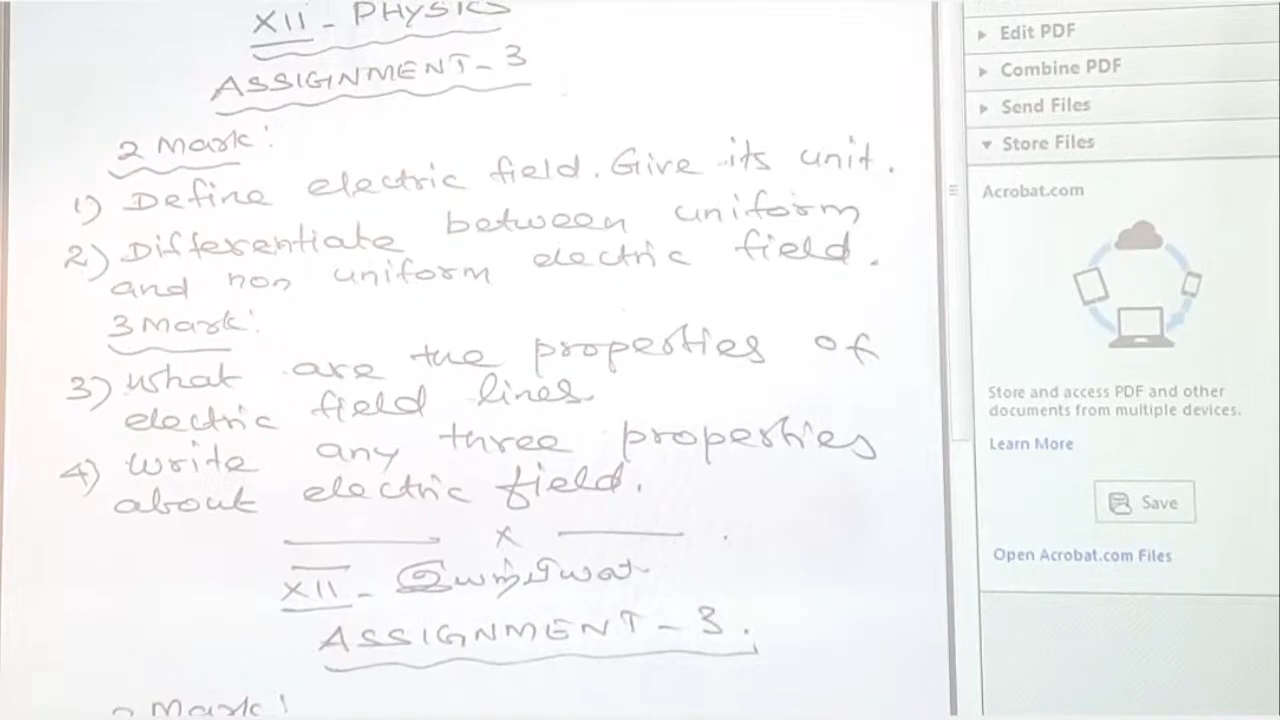 XII - PHYSICS
ASSIGNMENT - 3
2 Mark:
1) Define electric field. Give its unit.
2) Differentiate between uniform
and non uniform electric field.
3 Mark:
3) What are the properties of
electric field lines
4) Write any three properties
about electric field.
x
XII - இயற்பியல்
ASSIGNMENT - 3.
Mark:
Edit PDF
Combine PDF
Send Files
Store Files
Acrobat.com
Store and access PDF and other
documents from multiple devices.
Learn More
Save
Open Acrobat.com Files